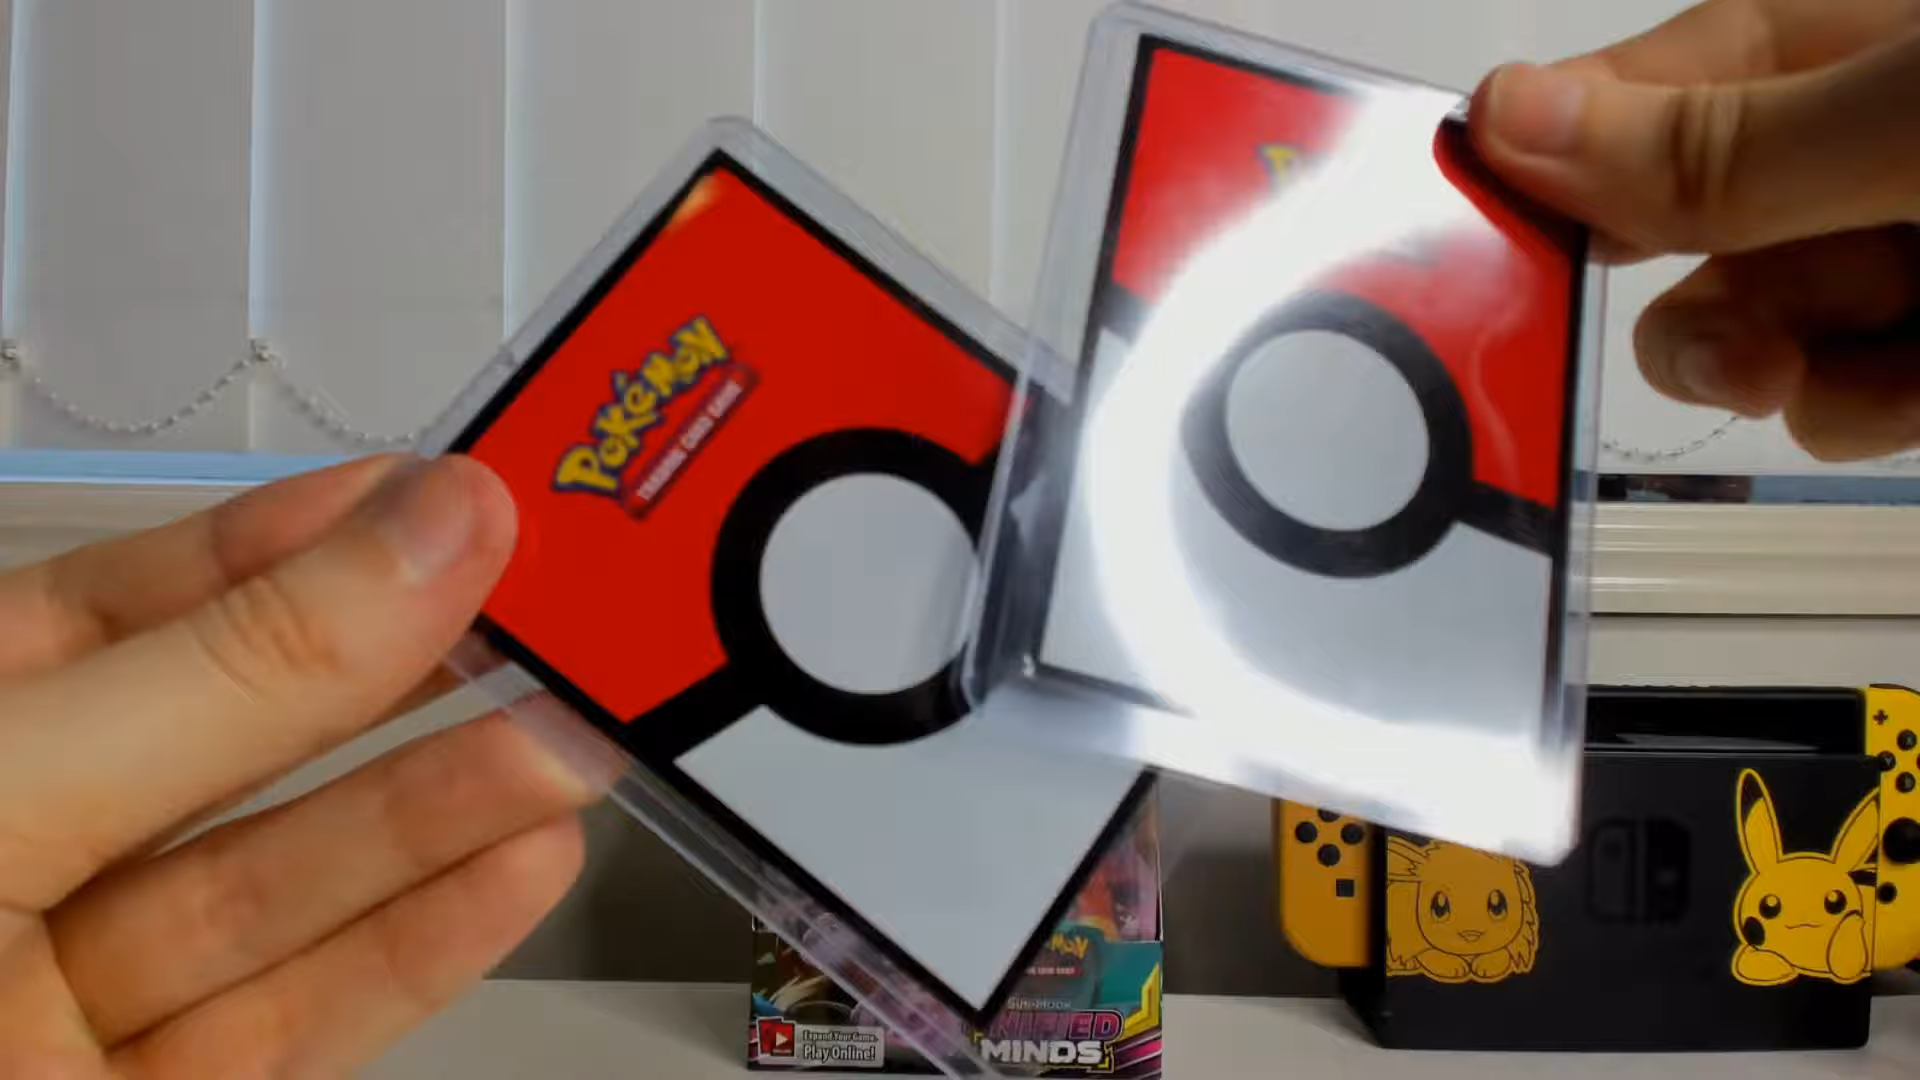 Pokémon
TRADING CARD GAME
Expand Your Game.
Play Online!
SUN & MOON
UNIFIED
MINDS